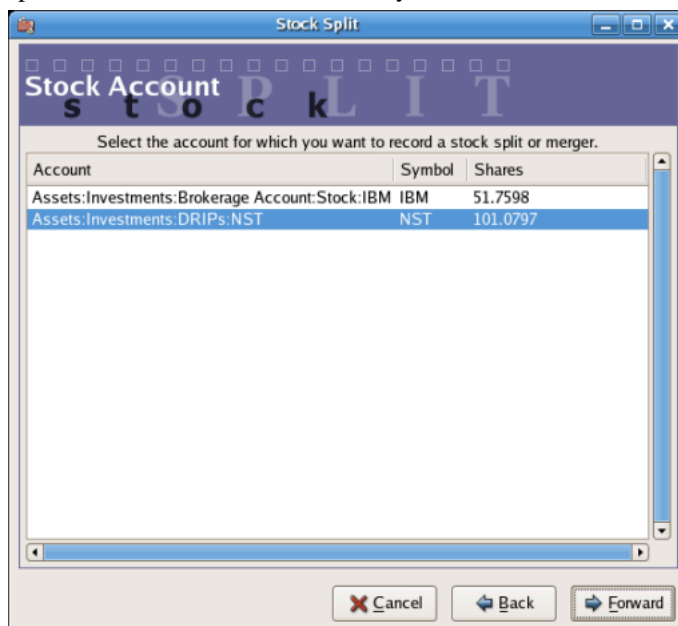 Stock Split
Stock Account
S P L I T
s t o c k
Select the account for which you want to record a stock split or merger.
Account Symbol Shares
Assets:Investments:Brokerage Account:Stock:IBM IBM 51.7598
Assets:Investments:DRIPs:NST NST 101.0797
Cancel Back Forward